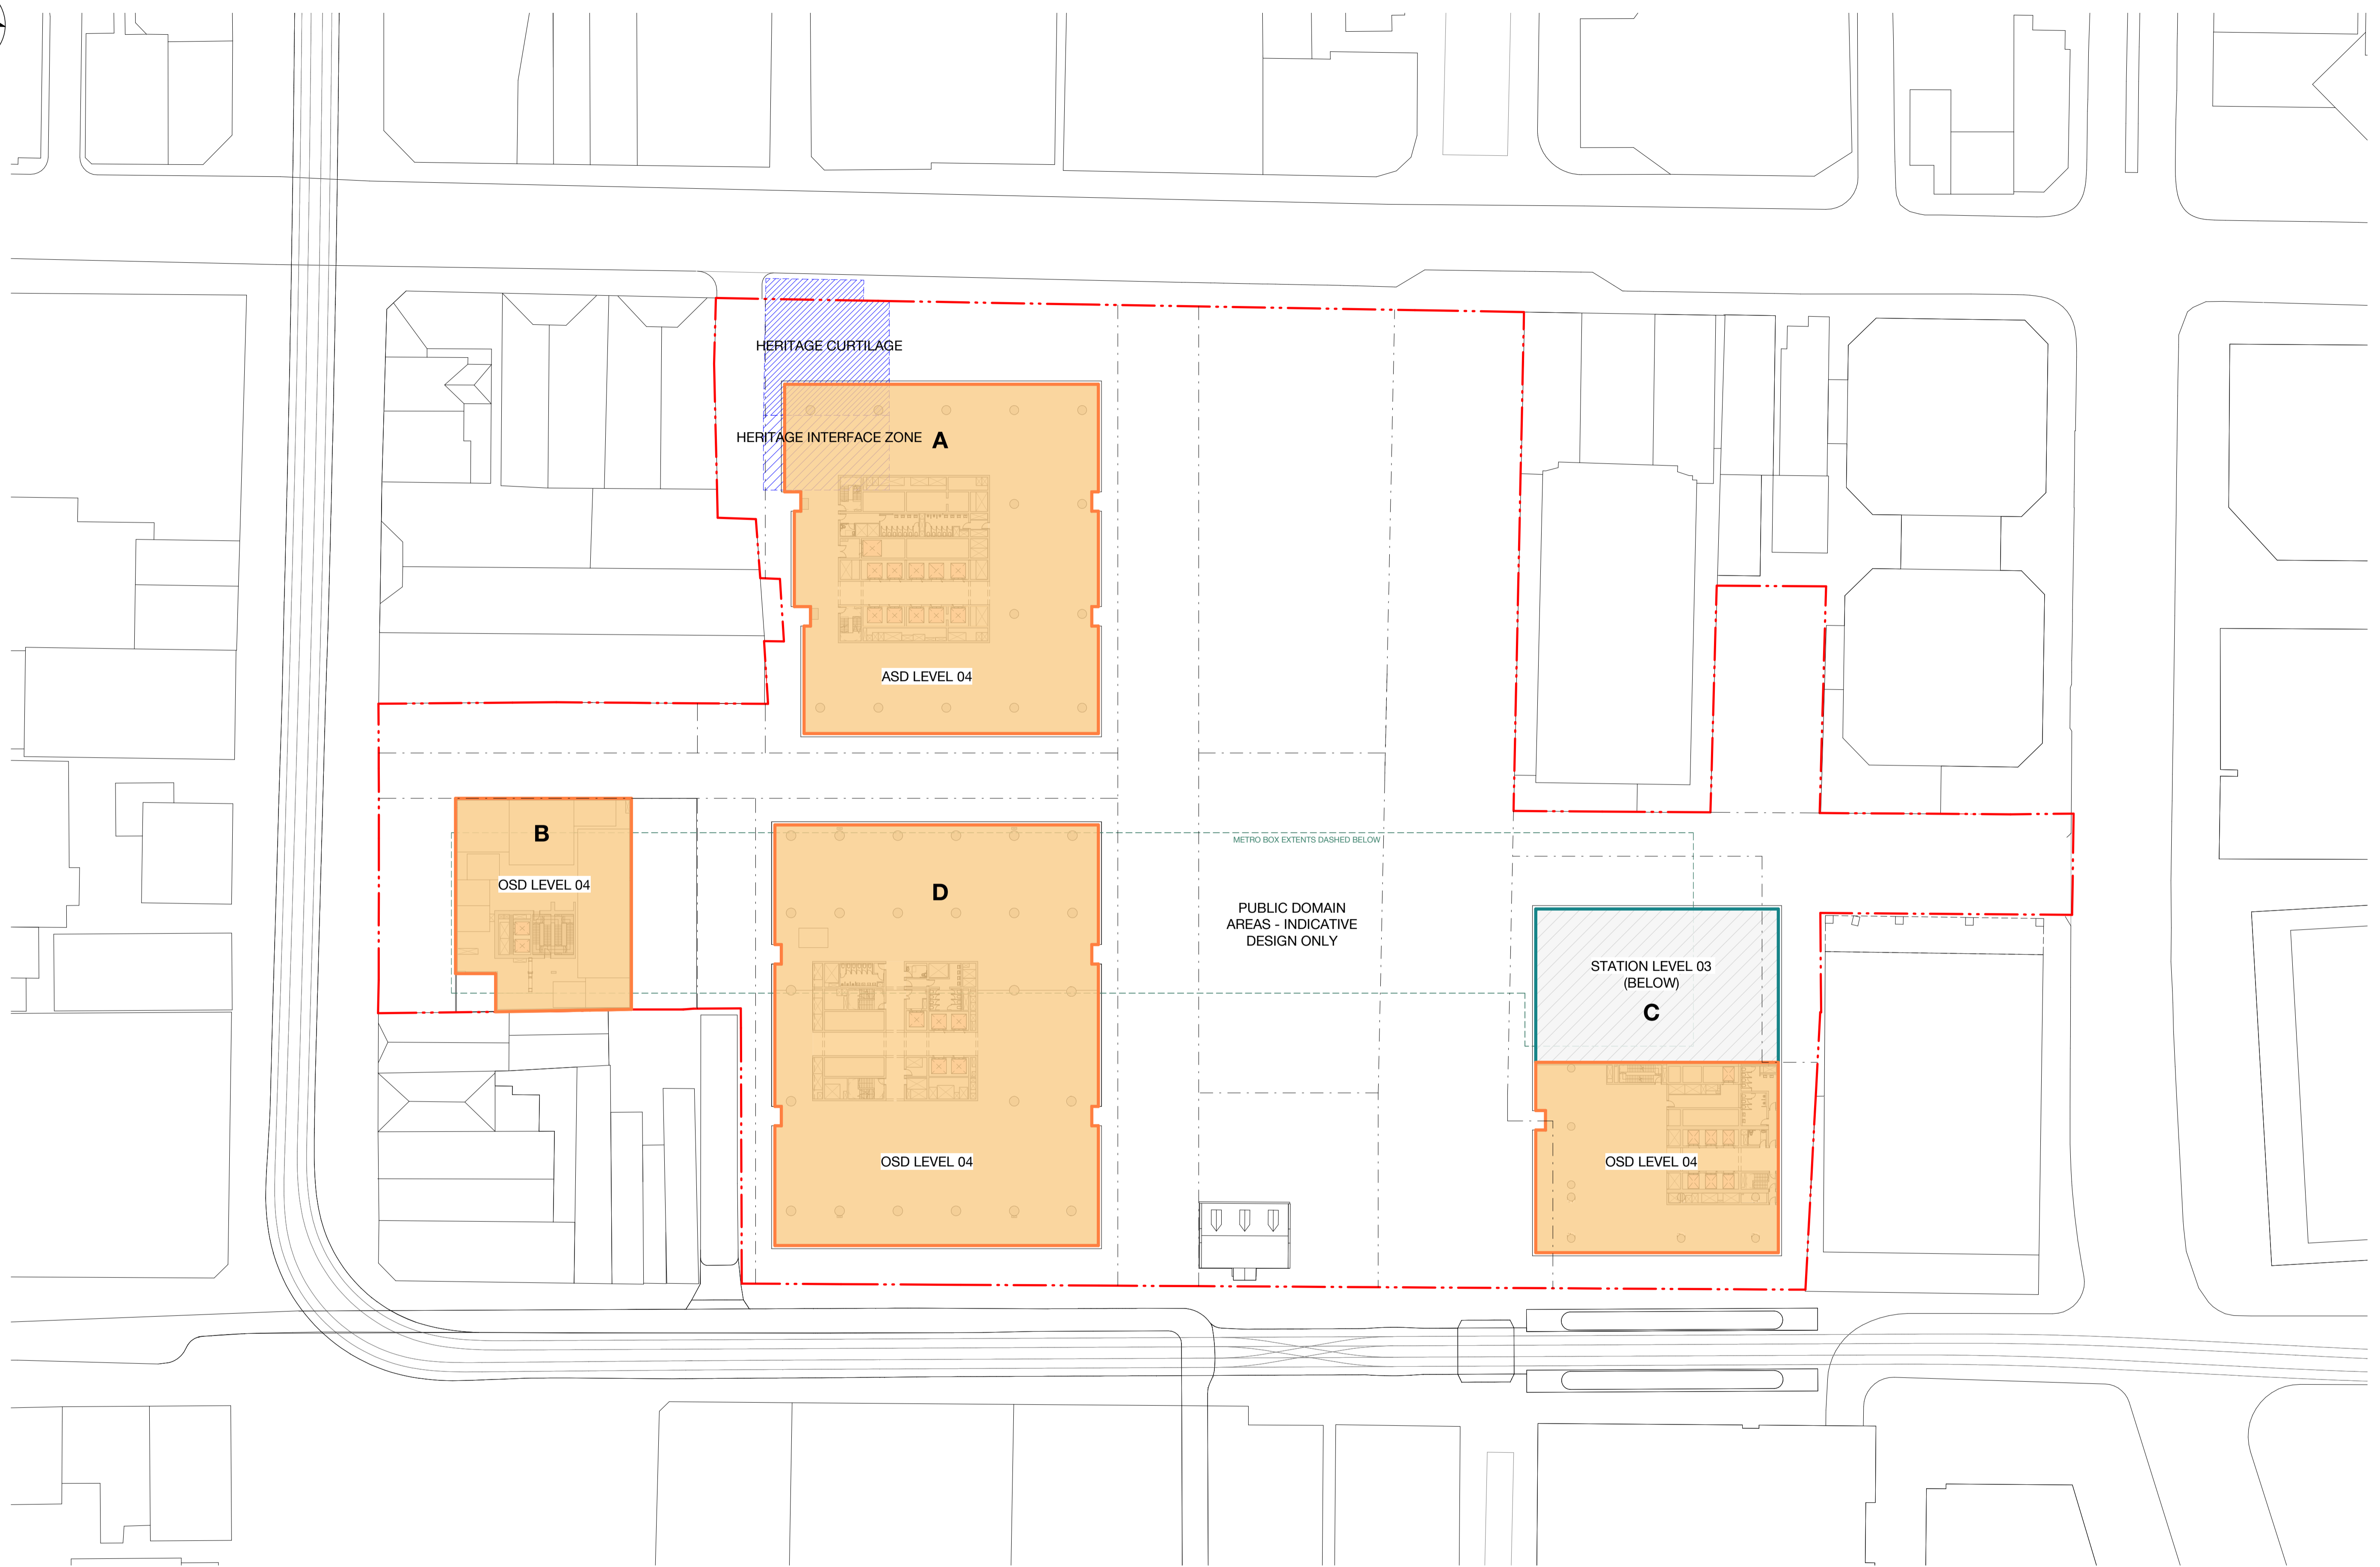 HERITAGE CURTILAGE
HERITAGE INTERFACE ZONE
A
ASD LEVEL 04
B
OSD LEVEL 04
METRO BOX EXTENTS DASHED BELOW
D
PUBLIC DOMAIN
AREAS - INDICATIVE
DESIGN ONLY
STATION LEVEL 03
(BELOW)
C
OSD LEVEL 04
OSD LEVEL 04